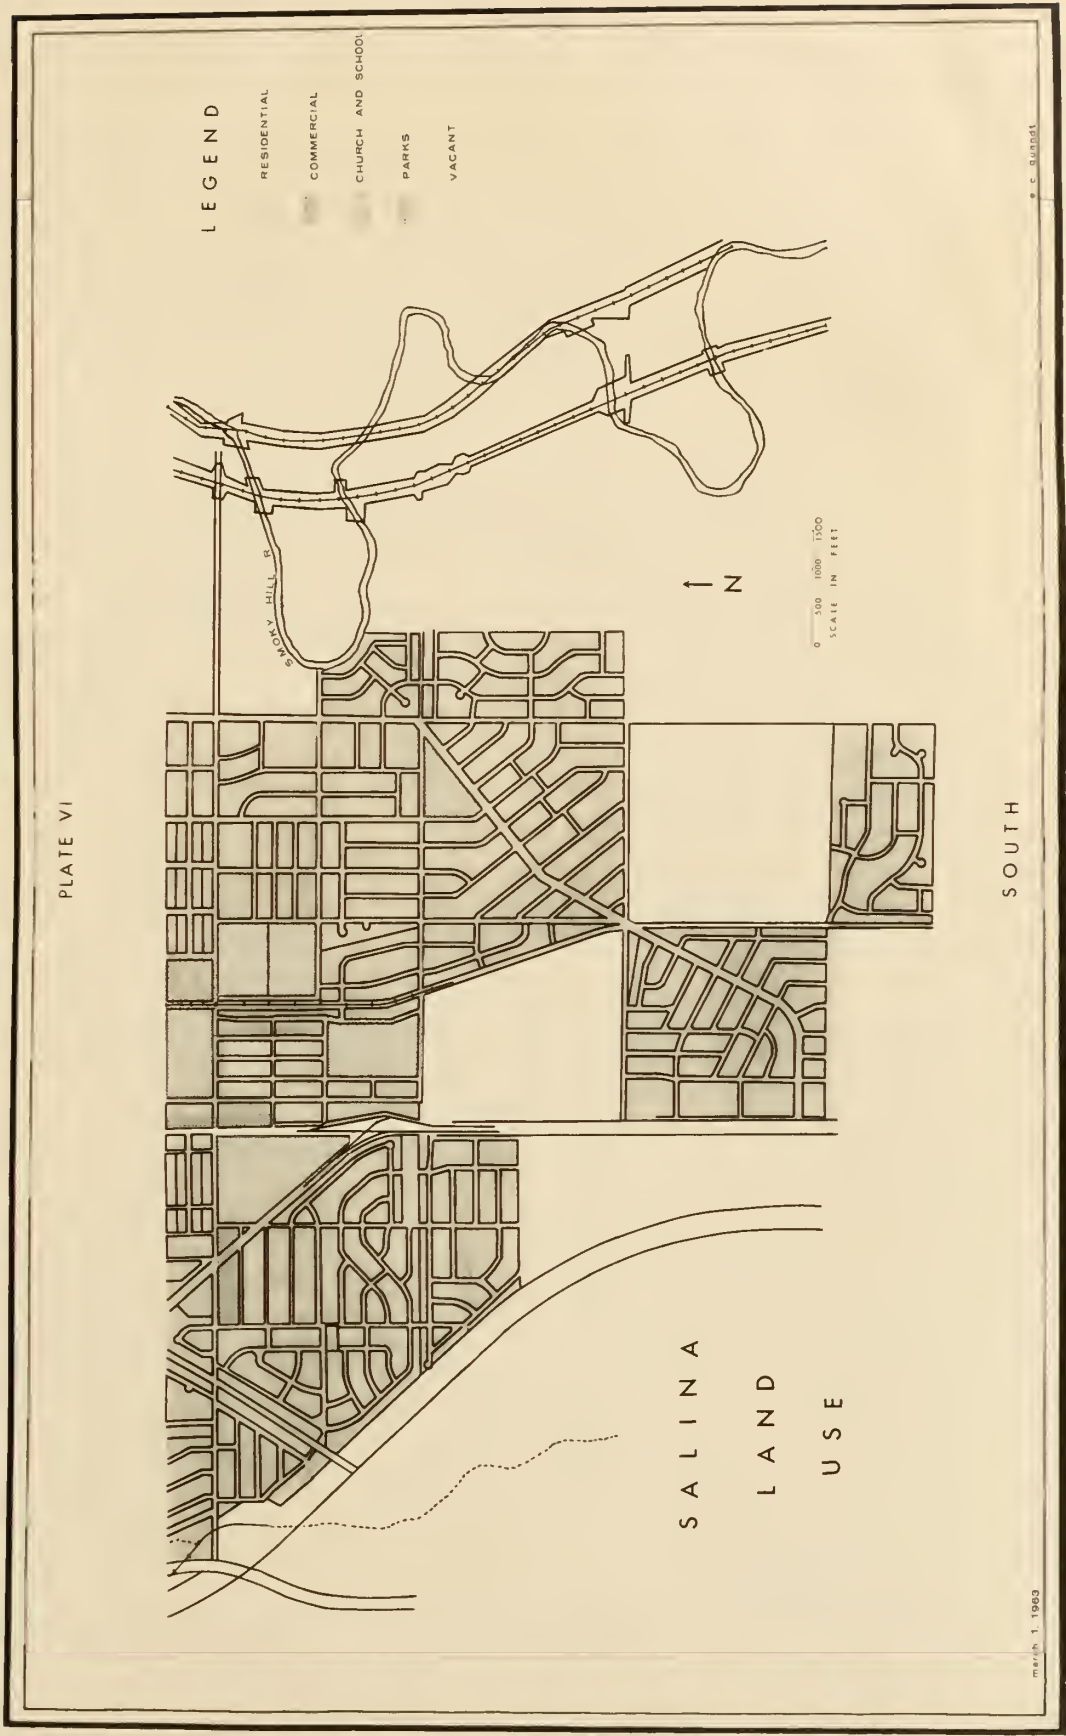 PLATE VI
LEGEND
RESIDENTIAL
COMMERCIAL
CHURCH AND SCHOOL
PARKS
VACANT
SMOKY HILL R
N
0 500 1000 1500
SCALE IN FEET
SALINA
LAND
USE
SOUTH
march 1, 1963
e c quandt